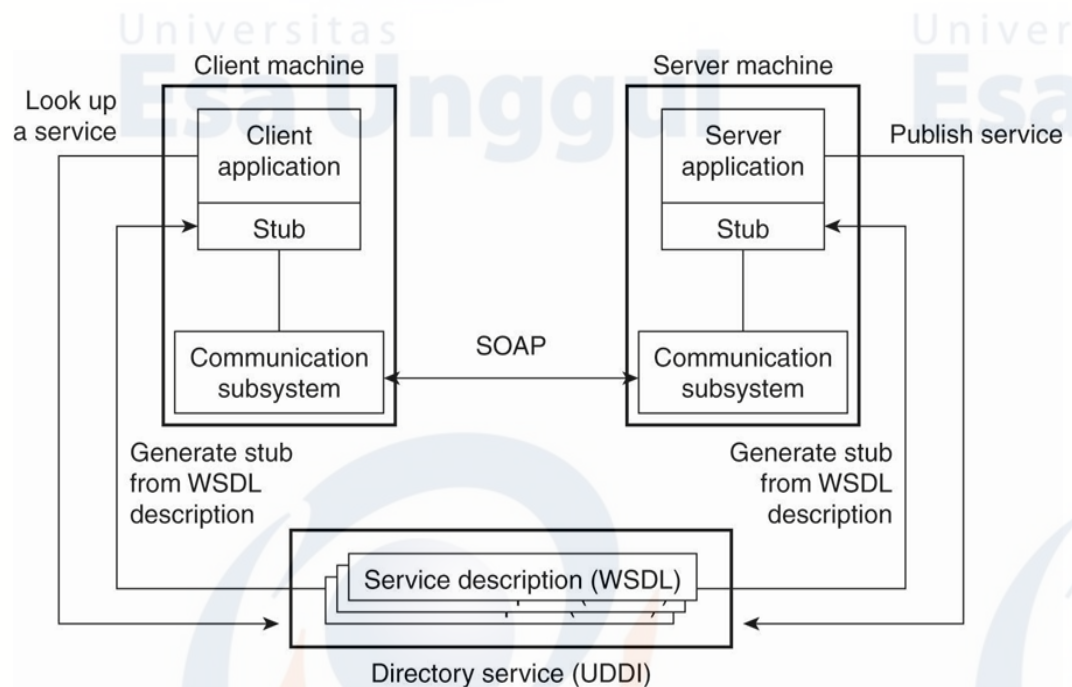 Universitas
Esa Unggul
Univer
Esa
Client machine
Server machine
Look up
a service
Client
application
Stub
Server
application
Stub
Publish service
Communication
subsystem
SOAP
Communication
subsystem
Generate stub
from WSDL
description
Generate stub
from WSDL
description
Service description (WSDL)
Directory service (UDDI)